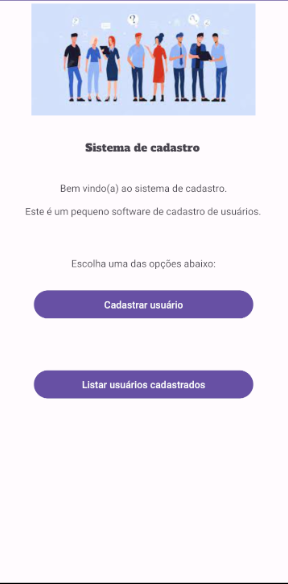 Sistema de cadastro
Bem vindo(a) ao sistema de cadastro.
Este é um pequeno software de cadastro de usuários.
Escolha uma das opções abaixo:
Cadastrar usuário
Listar usuários cadastrados